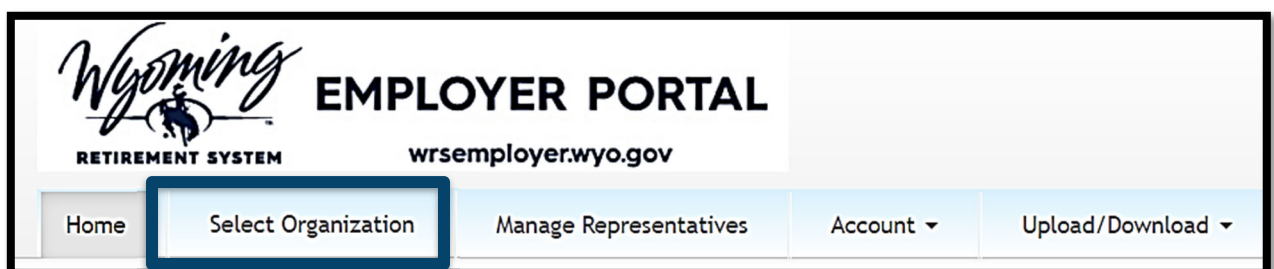 Wyoming
RETIREMENT SYSTEM
EMPLOYER PORTAL
wrsemployer.wyo.gov
Home Select Organization Manage Representatives Account Upload/Download